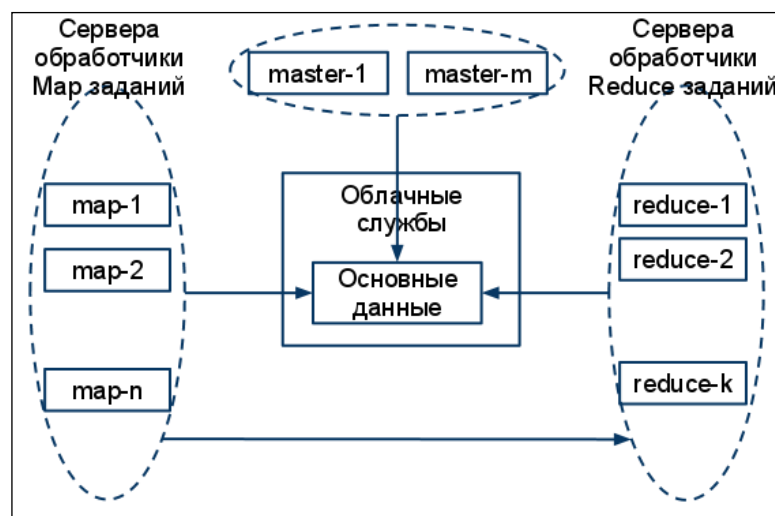 Сервера
обработчики
Map заданий
master-1
master-m
Сервера
обработчики
Reduce заданий
map-1
map-2
map-n
Облачные
службы
Основные
данные
reduce-1
reduce-2
reduce-k